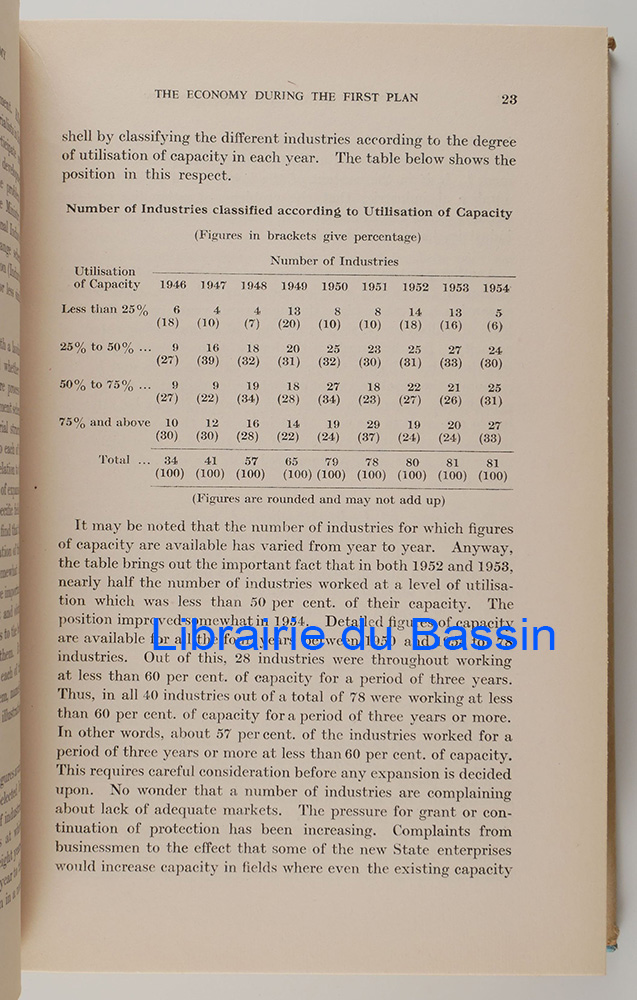 THE ECONOMY DURING THE FIRST PLAN 23
shell by classifying the different industries according to the degree
of utilisation of capacity in each year. The table below shows the
position in this respect.
Number of Industries classified according to Utilisation of Capacity
(Figures in brackets give percentage)
Number of Industries
Utilisation
of Capacity 1946 1947 1948 1949 1950 1951 1952 1953 1954
Less than 25% 6 4 4 13 8 8 14 13 5
(18) (10) (7) (20) (10) (10) (18) (16) (6)
25% to 50% ... 9 16 18 20 25 23 25 27 24
(27) (39) (32) (31) (32) (30) (31) (33) (30)
50% to 75% ... 9 9 19 18 27 18 22 21 25
(27) (22) (34) (28) (34) (23) (27) (26) (31)
75% and above 10 12 16 14 19 29 19 20 27
(30) (30) (28) (22) (24) (37) (24) (24) (33)
Total ... 34 41 57 65 79 78 80 81 81
(100) (100) (100) (100) (100) (100) (100) (100) (100)
(Figures are rounded and may not add up)
It may be noted that the number of industries for which figures
of capacity are available has varied from year to year. Anyway,
the table brings out the important fact that in both 1952 and 1953,
nearly half the number of industries worked at a level of utilisa-
tion which was less than 50 per cent. of their capacity. The
position improved somewhat in 1954. Detailed figures of capacity
are available for all the four years between 1950 and to 78
Librairie du Bassin
industries. Out of this, 28 industries were throughout working
at less than 60 per cent. of capacity for a period of three years.
Thus, in all 40 industries out of a total of 78 were working at less
than 60 per cent. of capacity for a period of three years or more.
In other words, about 57 per cent. of the industries worked for a
period of three years or more at less than 60 per cent. of capacity.
This requires careful consideration before any expansion is decided
upon. No wonder that a number of industries are complaining
about lack of adequate markets. The pressure for grant or con-
tinuation of protection has been increasing. Complaints from
businessmen to the effect that some of the new State enterprises
would increase capacity in fields where even the existing capacity